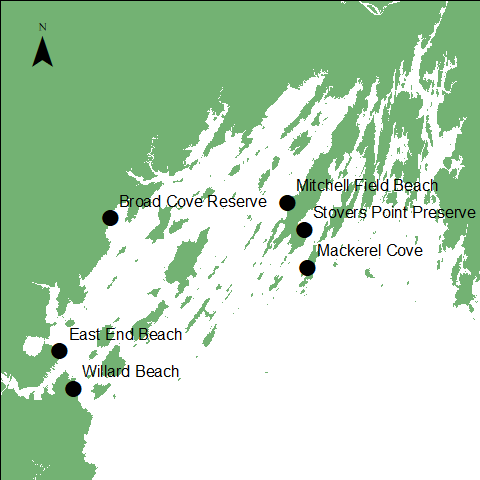 N
Mitchell Field Beach
Broad Cove Reserve
Stovers Point Preserve
Mackerel Cove
East End Beach
Willard Beach